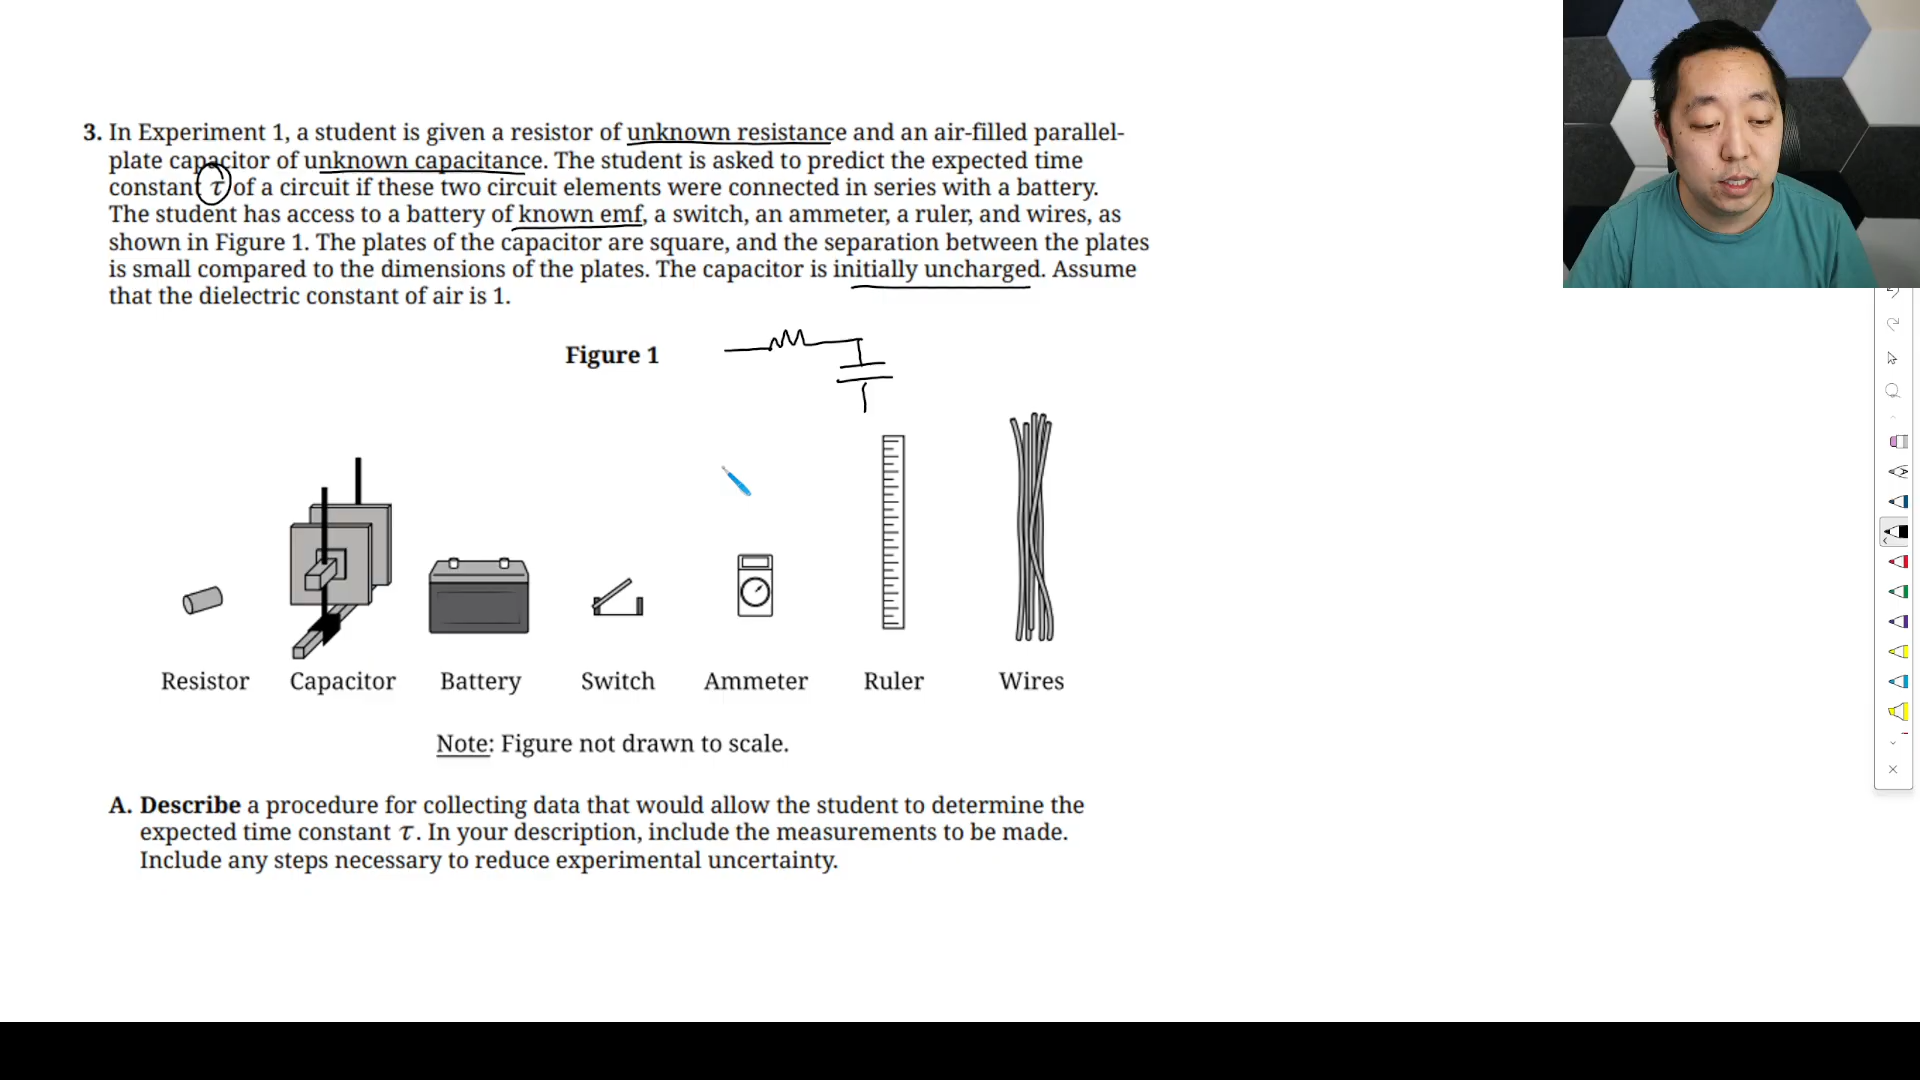 3. In Experiment 1, a student is given a resistor of unknown resistance and an air-filled parallel-
plate capacitor of unknown capacitance. The student is asked to predict the expected time
constant τ of a circuit if these two circuit elements were connected in series with a battery.
The student has access to a battery of known emf, a switch, an ammeter, a ruler, and wires, as
shown in Figure 1. The plates of the capacitor are square, and the separation between the plates
is small compared to the dimensions of the plates. The capacitor is initially uncharged. Assume
that the dielectric constant of air is 1.
Figure 1
Resistor Capacitor Battery Switch Ammeter Ruler Wires
Note: Figure not drawn to scale.
A. Describe a procedure for collecting data that would allow the student to determine the
expected time constant τ. In your description, include the measurements to be made.
Include any steps necessary to reduce experimental uncertainty.